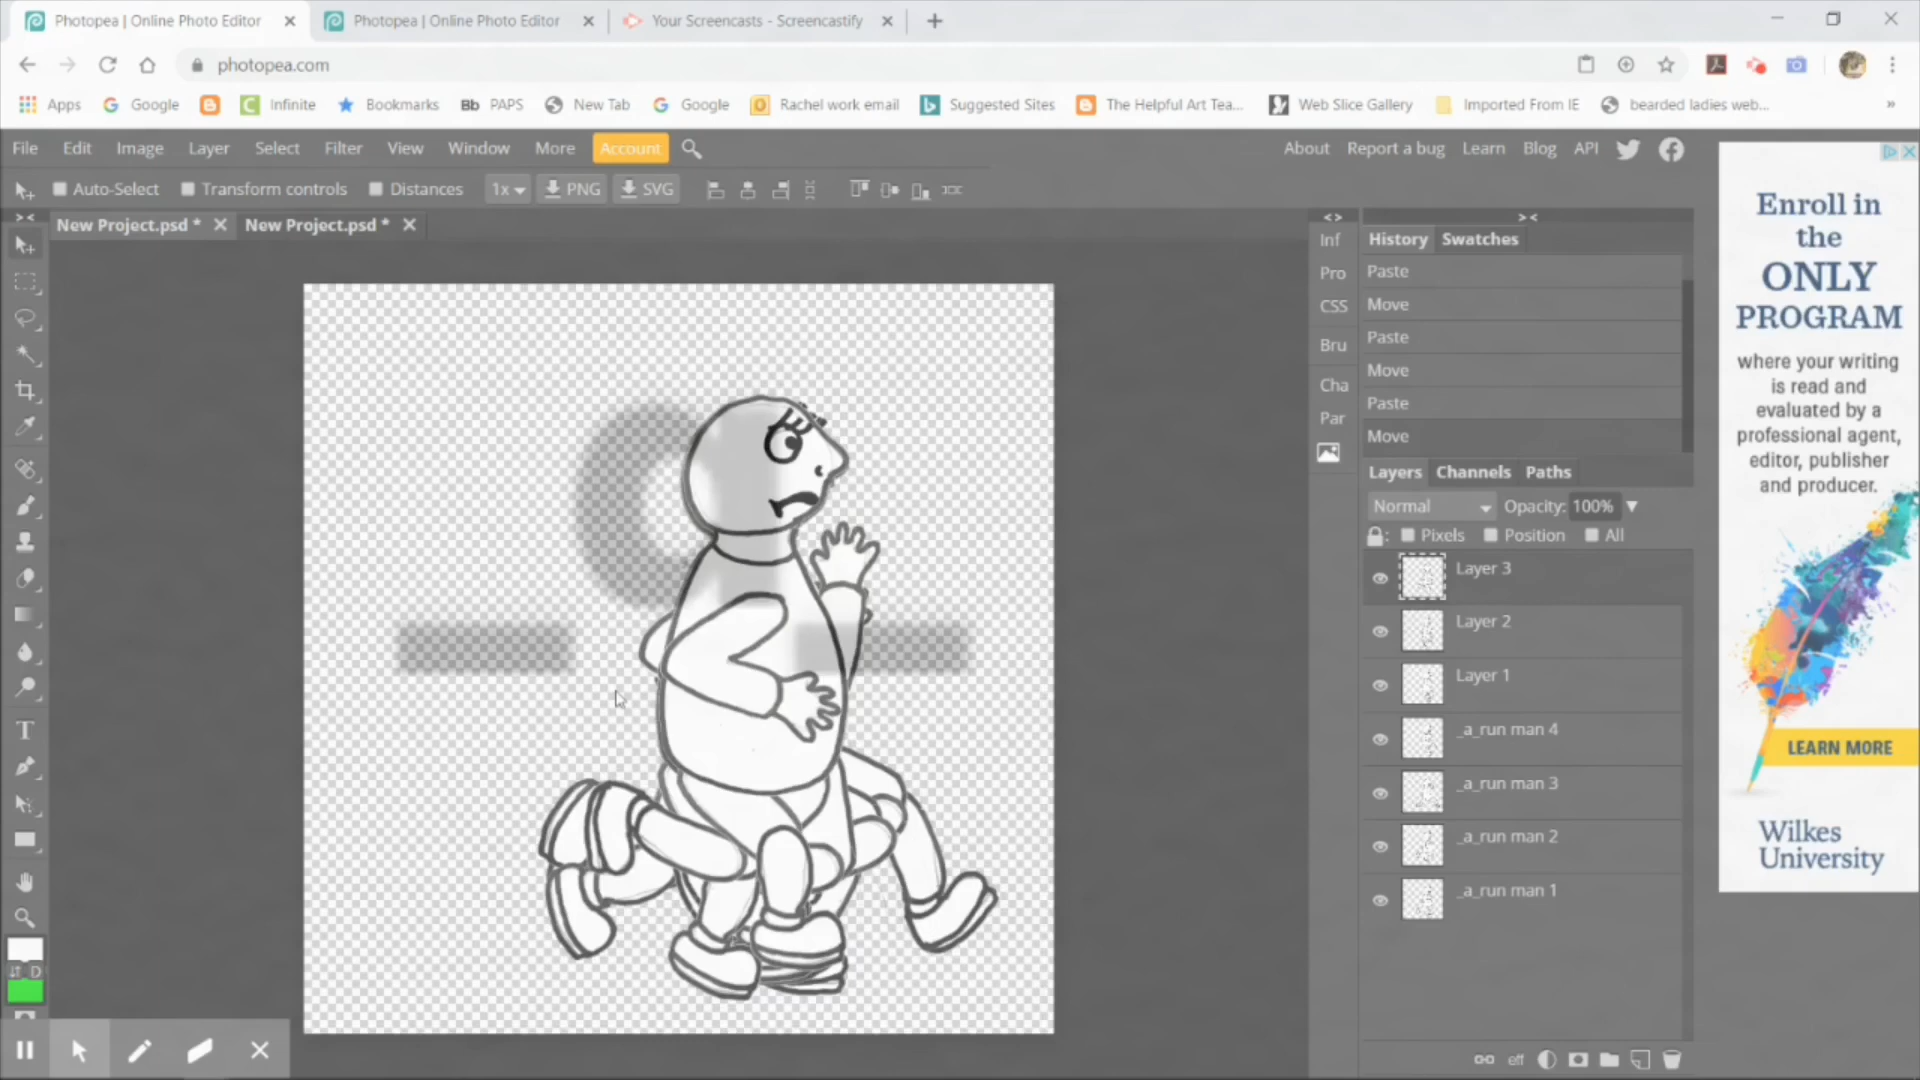 Photopea | Online Photo Editor
Photopea | Online Photo Editor
Your Screencasts - Screencastify
photopea.com
Apps
Google
Infinite
Bookmarks
Bb PAPS
New Tab
Google
Rachel work email
Suggested Sites
The Helpful Art Tea...
Web Slice Gallery
Imported From IE
bearded ladies web...
»
File Edit Image Layer Select Filter View Window More Account
About Report a bug Learn Blog API
Auto-Select Transform controls Distances 1x PNG SVG
New Project.psd * New Project.psd *
Inf
Pro
CSS
Bru
Cha
Par
History Swatches
Paste
Move
Paste
Move
Paste
Move
Layers Channels Paths
Normal Opacity: 100%
Pixels Position All
Layer 3
Layer 2
Layer 1
_a_run man 4
_a_run man 3
_a_run man 2
_a_run man 1
eff
D
Enroll in
the
ONLY
PROGRAM
where your writing
is read and
evaluated by a
professional agent,
editor, publisher
and producer.
LEARN MORE
Wilkes
University